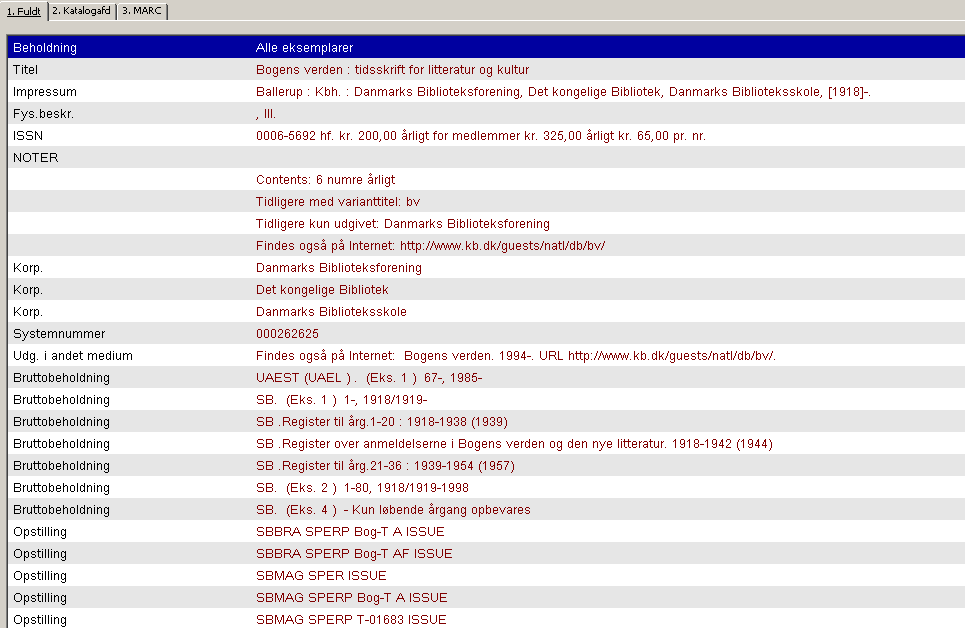 1. Fuldt 2. Katalogafd 3. MARC
Beholdning Alle eksemplarer
Titel Bogens verden : tidsskrift for litteratur og kultur
Impressum Ballerup : Kbh. : Danmarks Biblioteksforening, Det kongelige Bibliotek, Danmarks Biblioteksskole, [1918]-.
Fys.beskr. , Ill.
ISSN 0006-5692 hf. kr. 200,00 årligt for medlemmer kr. 325,00 årligt kr. 65,00 pr. nr.
NOTER
Contents: 6 numre årligt
Tidligere med varianttitel: bv
Tidligere kun udgivet: Danmarks Biblioteksforening
Findes også på Internet: http://www.kb.dk/guests/natl/db/bv/
Korp. Danmarks Biblioteksforening
Korp. Det kongelige Bibliotek
Korp. Danmarks Biblioteksskole
Systemnummer 000262625
Udg. i andet medium Findes også på Internet: Bogens verden. 1994-. URL http://www.kb.dk/guests/natl/db/bv/.
Bruttobeholdning UAEST (UAEL ) . (Eks. 1 ) 67-, 1985-
Bruttobeholdning SB. (Eks. 1 ) 1-, 1918/1919-
Bruttobeholdning SB .Register til årg.1-20 : 1918-1938 (1939)
Bruttobeholdning SB .Register over anmeldelserne i Bogens verden og den nye litteratur. 1918-1942 (1944)
Bruttobeholdning SB .Register til årg.21-36 : 1939-1954 (1957)
Bruttobeholdning SB. (Eks. 2 ) 1-80, 1918/1919-1998
Bruttobeholdning SB. (Eks. 4 ) - Kun løbende årgang opbevares
Opstilling SBBRA SPERP Bog-T A ISSUE
Opstilling SBBRA SPERP Bog-T AF ISSUE
Opstilling SBMAG SPER ISSUE
Opstilling SBMAG SPERP Bog-T A ISSUE
Opstilling SBMAG SPERP T-01683 ISSUE